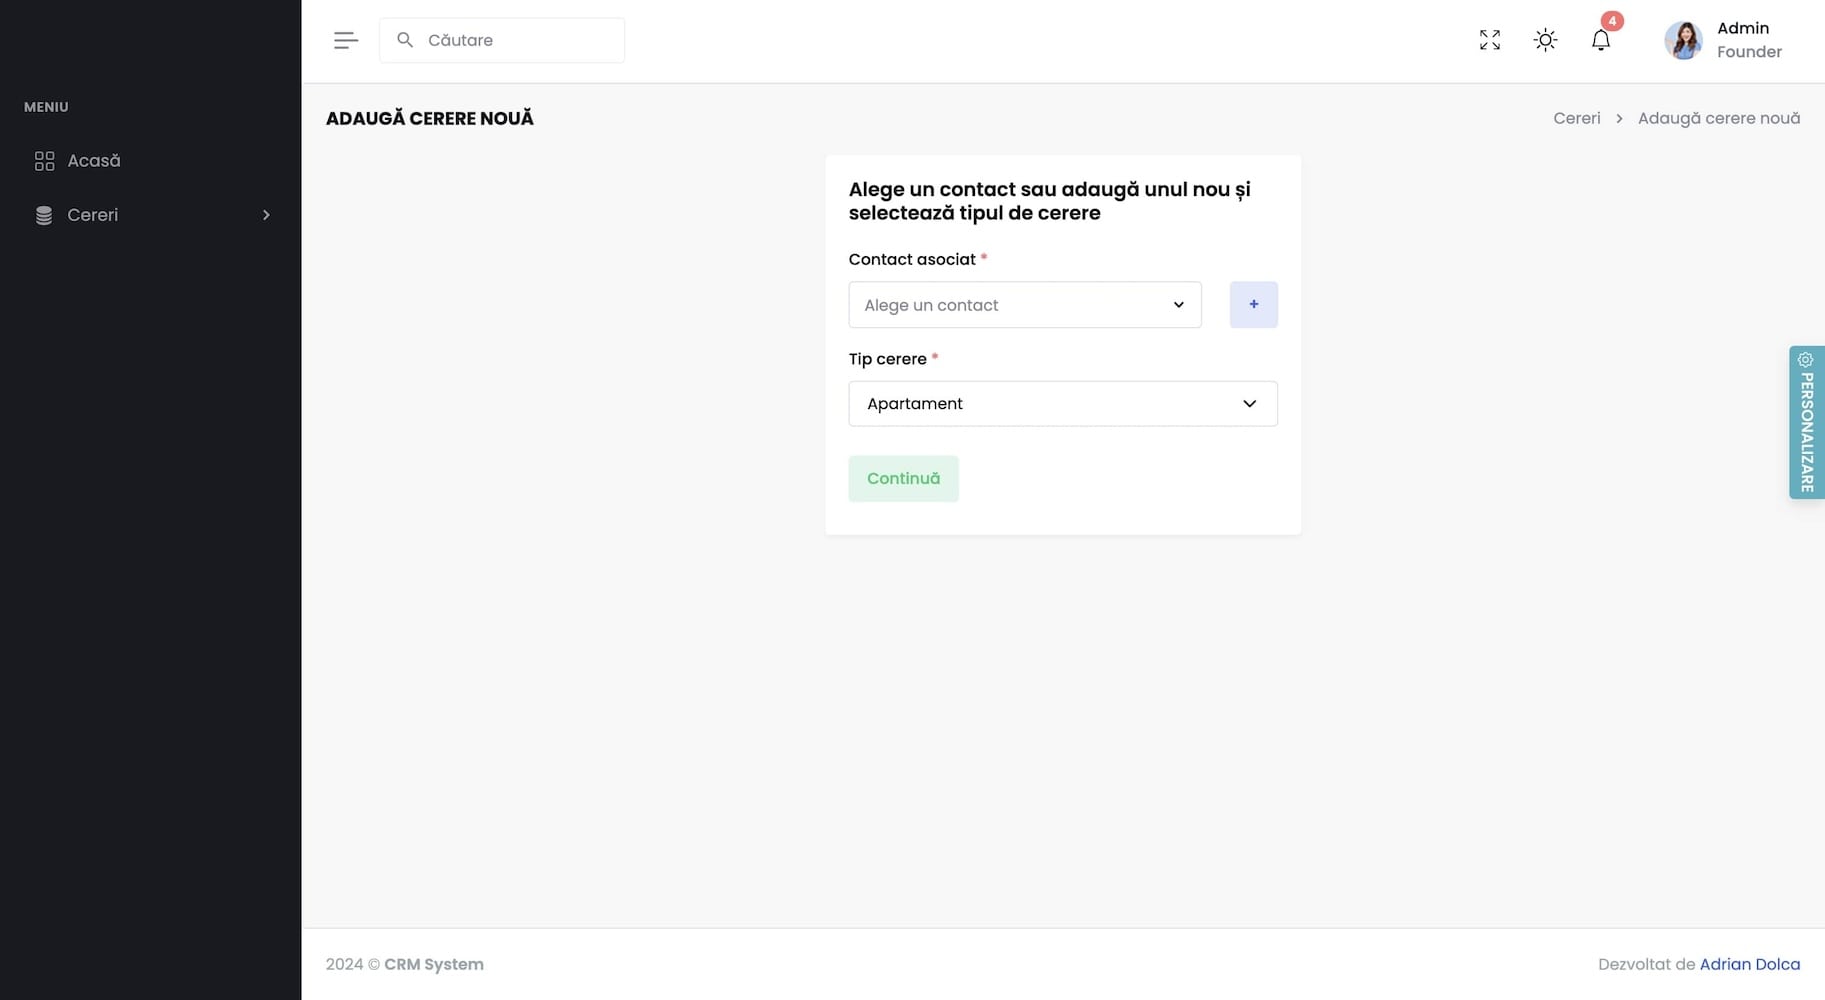 Căutare
4
Admin
Founder
MENIU
Acasă
Cereri
ADAUGĂ CERERE NOUĂ
Cereri > Adaugă cerere nouă
Alege un contact sau adaugă unul nou și
selectează tipul de cerere
Contact asociat *
Alege un contact
+
Tip cerere *
Apartament
Continuă
PERSONALIZARE
2024 © CRM System
Dezvoltat de Adrian Dolca